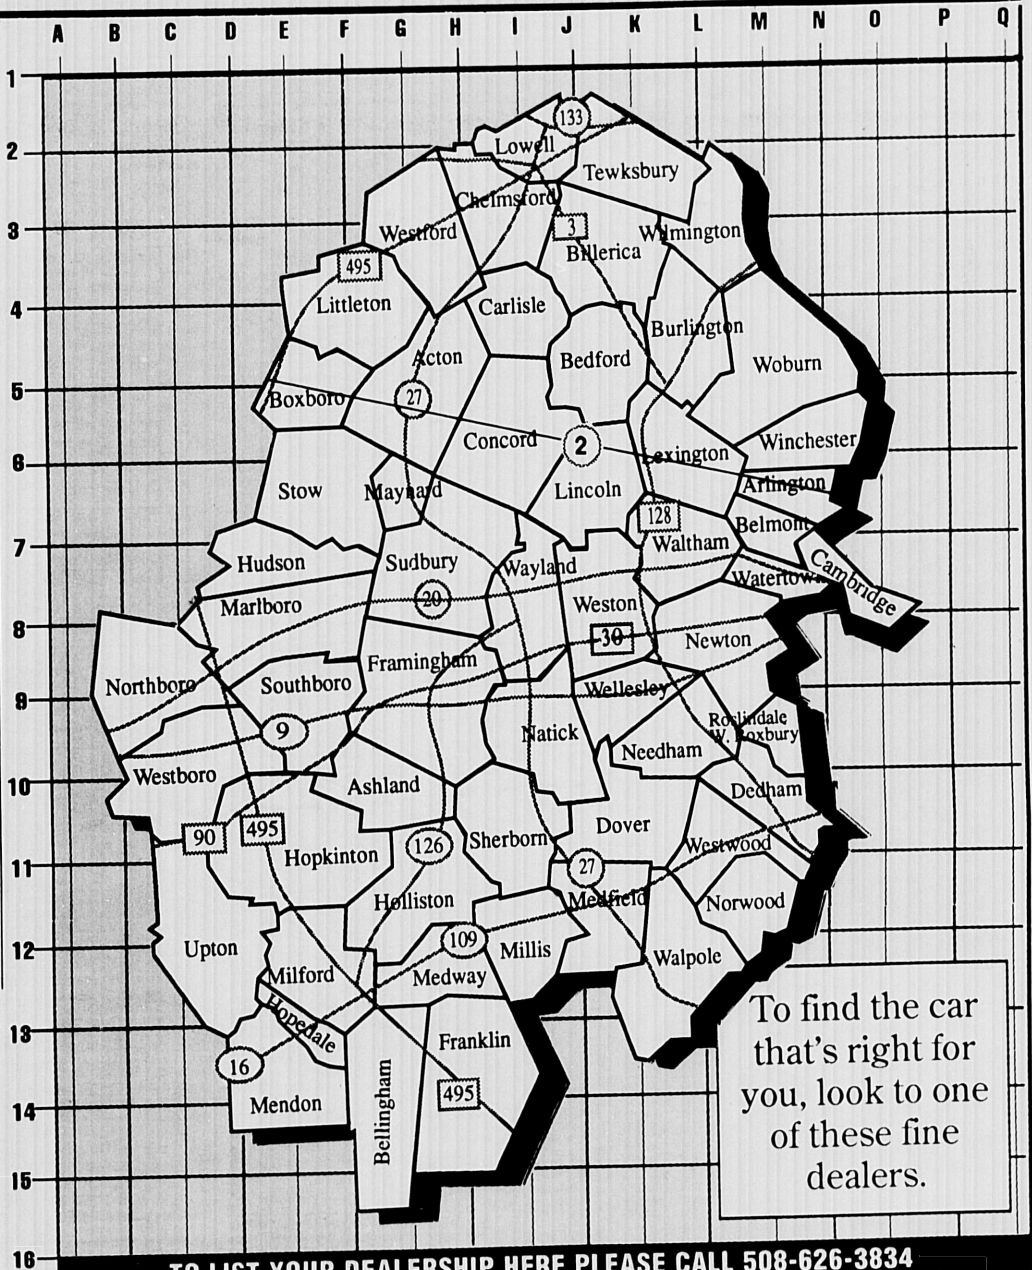 A B C D E F G H I J K L M N O P Q
1
133
Lowell
2
Tewksbury
Chelmsford
3
Westford
3
Wilmington
Billerica
495
4
Littleton
Carlisle
Burlington
Acton
Bedford
Woburn
5
Boxboro
27
Concord
2
Winchester
6
Lexington
Stow
Maynard
Lincoln
Arlington
128
Belmont
7
Hudson
Sudbury
Wayland
Waltham
Cambridge
Watertown
Marlboro
20
Weston
8
30
Newton
Framingham
Northboro
Southboro
Wellesley
9
9
Natick
Roslindale
W. Roxbury
Needham
Westboro
10
Ashland
Dedham
90
495
126
Sherborn
Dover
Westwood
11
Hopkinton
27
Holliston
Medfield
Norwood
12
Upton
109
Millis
Walpole
Milford
Medway
13
Hopedale
Franklin
16
Bellingham
495
14
Mendon
15
16
To find the car
that's right for
you, look to one
of these fine
dealers.
TO LIST YOUR DEALERSHIP HERE PLEASE CALL 508-626-3834